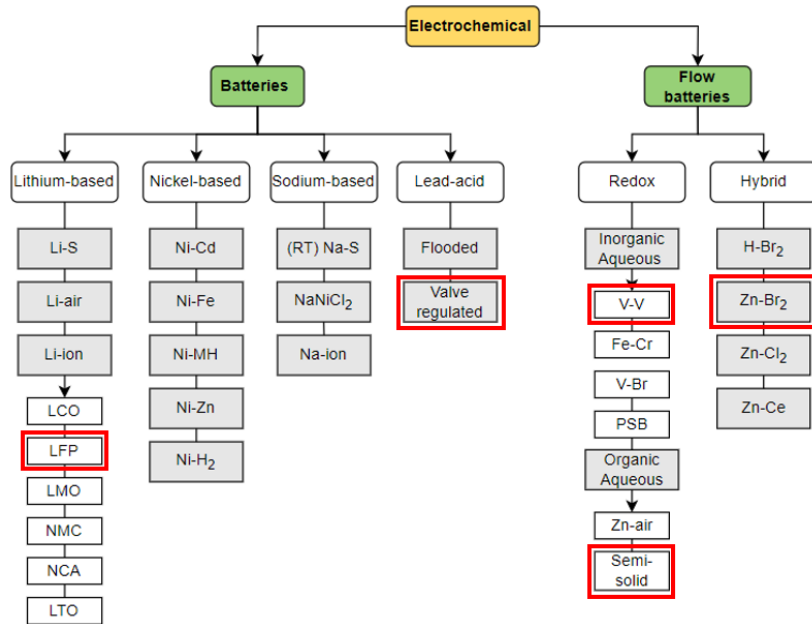 Electrochemical
Batteries
Flow
batteries
Lithium-based
Nickel-based
Sodium-based
Lead-acid
Redox
Hybrid
Li-S
Li-air
Li-ion
LCO
LFP
LMO
NMC
NCA
LTO
Ni-Cd
Ni-Fe
Ni-MH
Ni-Zn
Ni-H₂
(RT) Na-S
NaNiCl₂
Na-ion
Flooded
Valve
regulated
Inorganic
Aqueous
V-V
Fe-Cr
V-Br
PSB
Organic
Aqueous
Zn-air
Semi-
solid
H-Br₂
Zn-Br₂
Zn-Cl₂
Zn-Ce